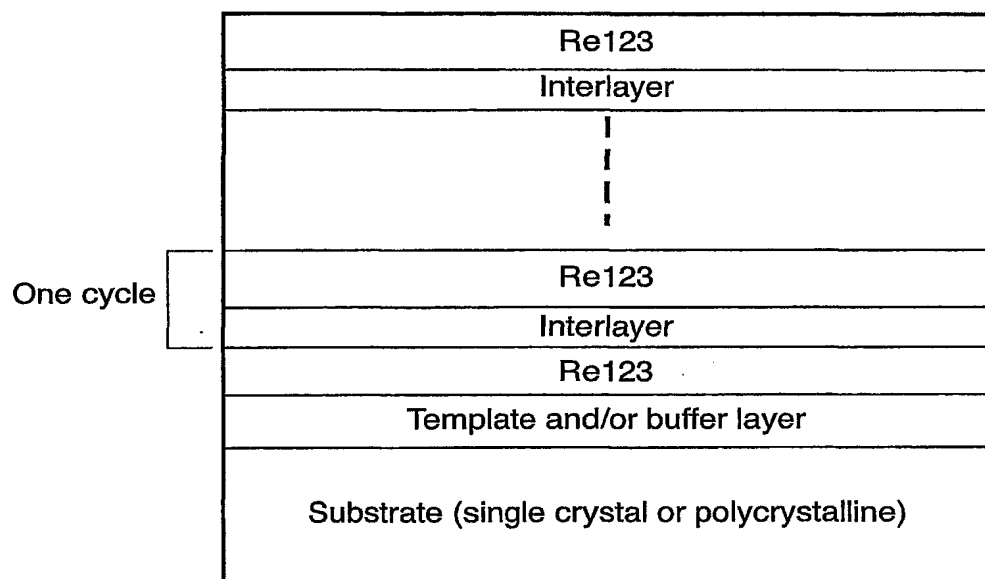 Re123
Interlayer
Re123
One cycle
Interlayer
Re123
Template and/or buffer layer
Substrate (single crystal or polycrystalline)